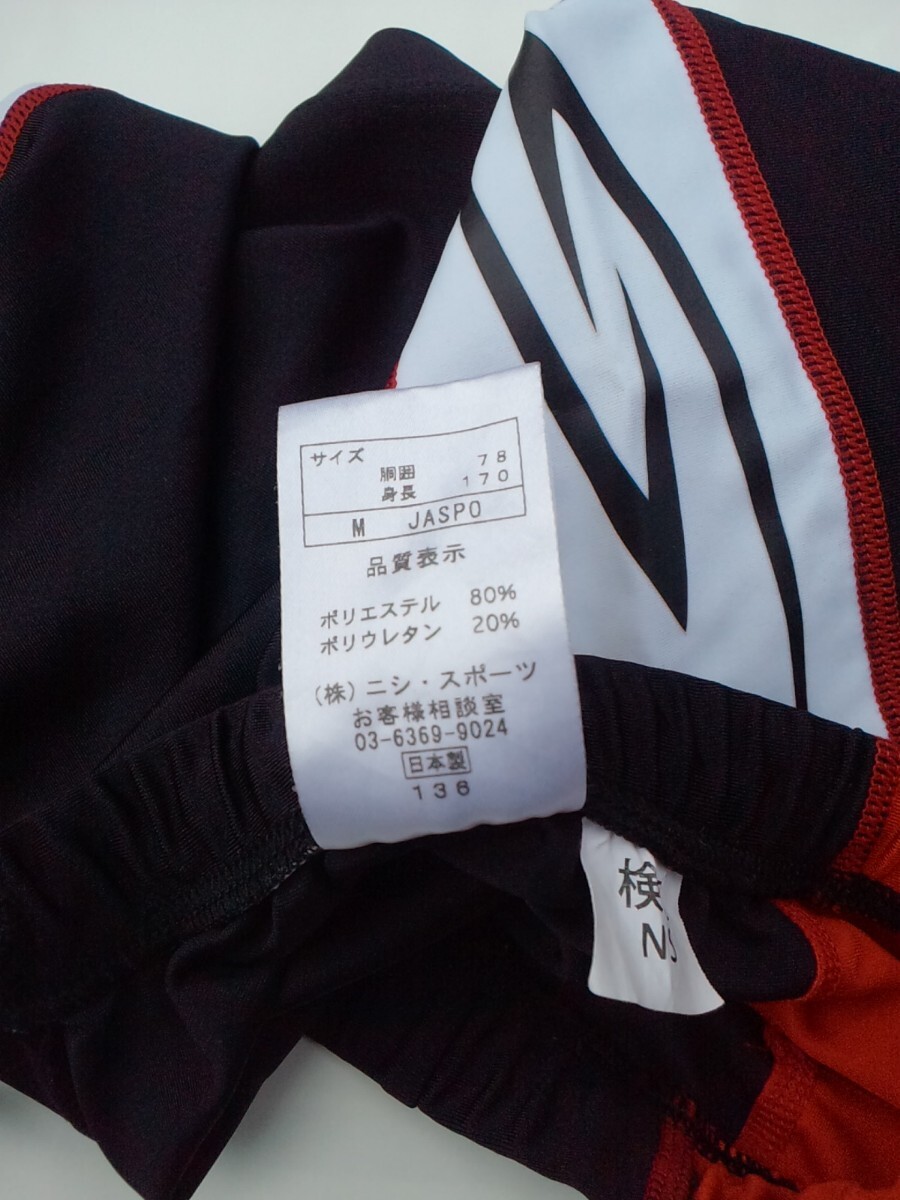 サイズ
胴囲 78
身長 170
M JASPO
品質表示
ポリエステル 80%
ポリウレタン 20%
(株)ニシ・スポーツ
お客様相談室
03-6369-9024
日本製
136
検